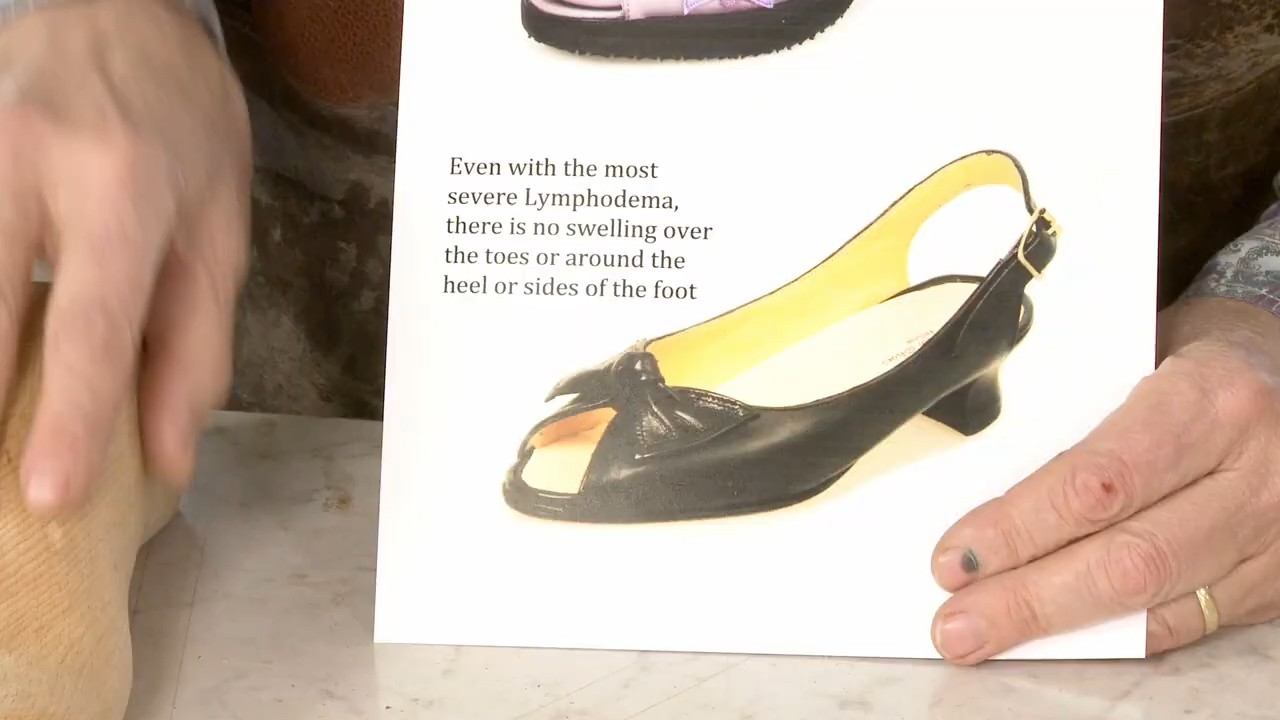 Even with the most
severe Lymphodema,
there is no swelling over
the toes or around the
heel or sides of the foot